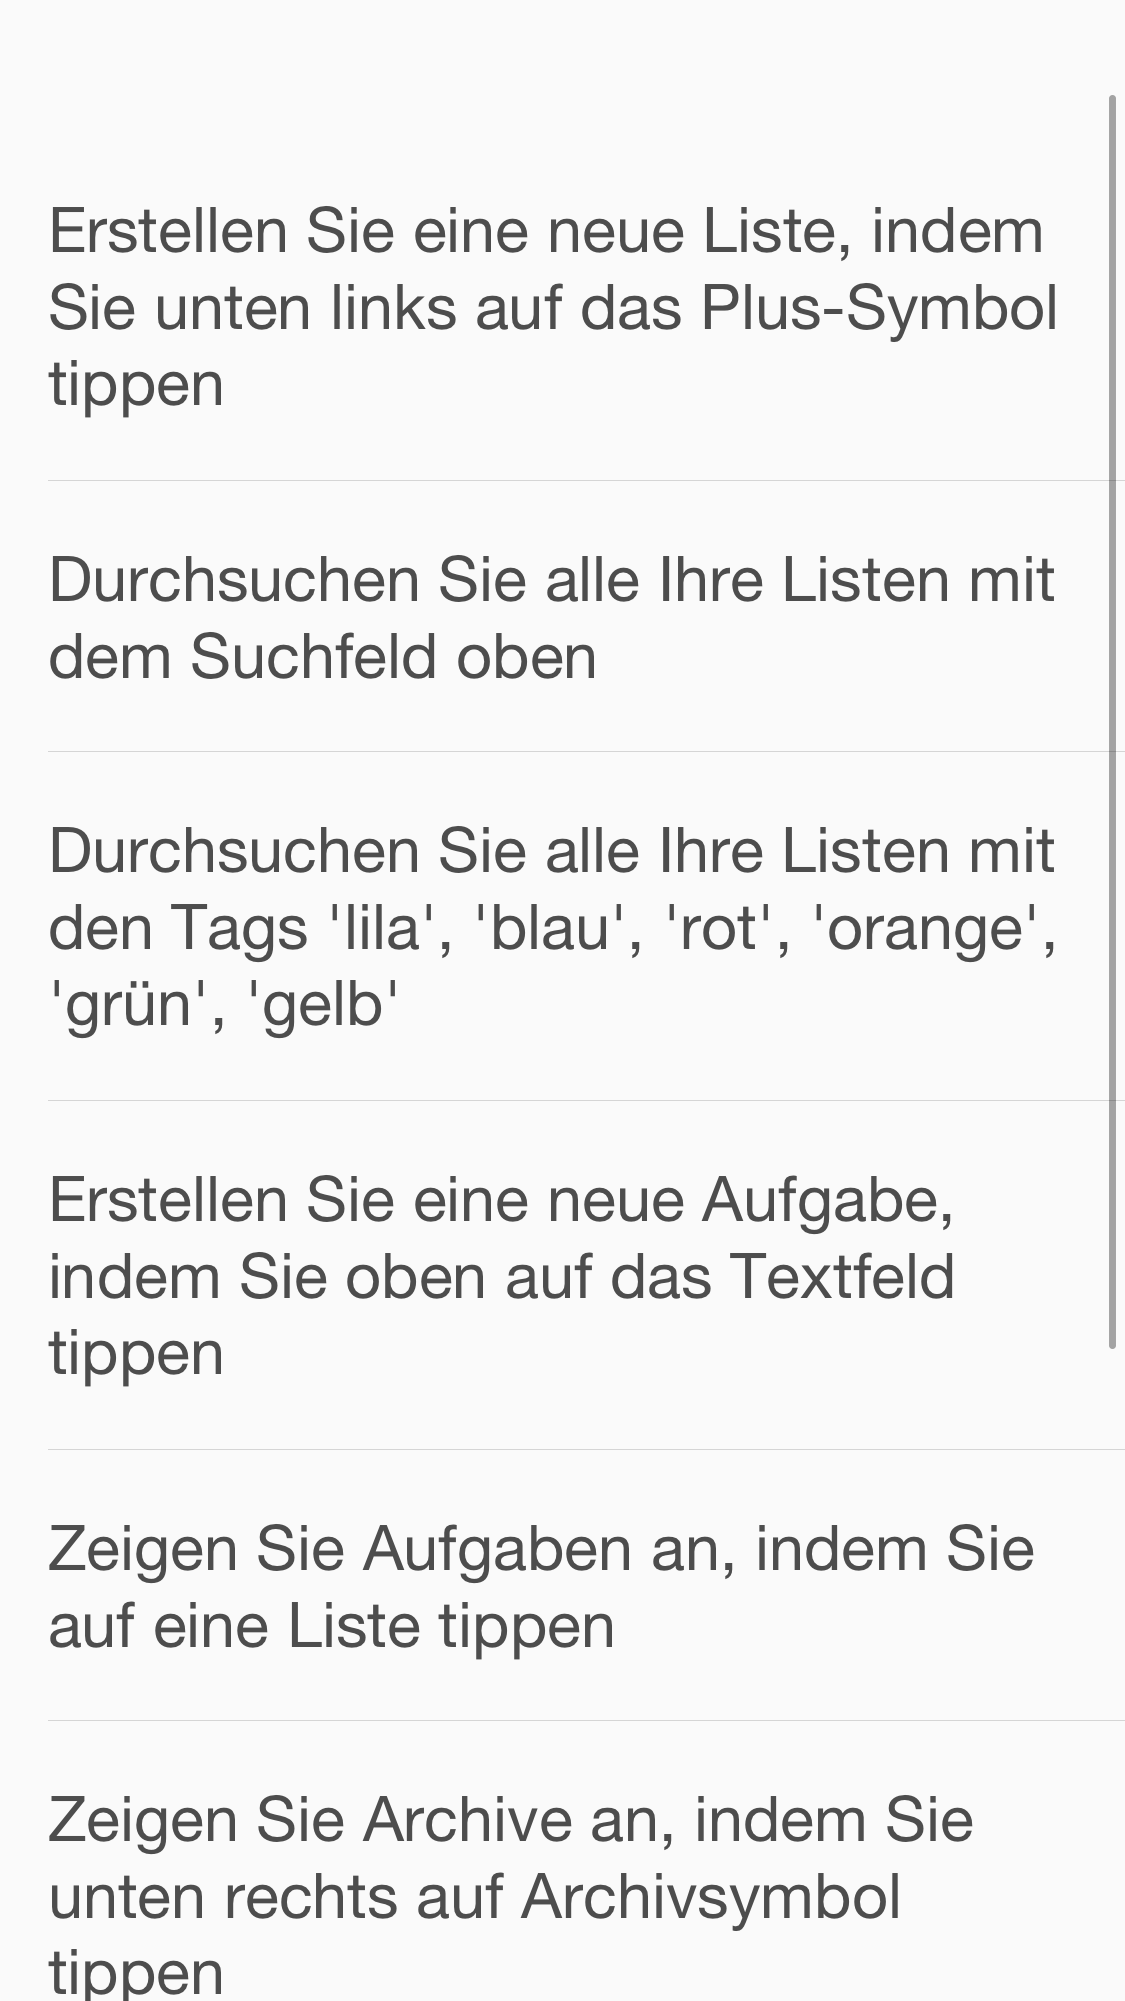 Erstellen Sie eine neue Liste, indem
Sie unten links auf das Plus-Symbol
tippen
Durchsuchen Sie alle Ihre Listen mit
dem Suchfeld oben
Durchsuchen Sie alle Ihre Listen mit
den Tags 'lila', 'blau', 'rot', 'orange',
'grün', 'gelb'
Erstellen Sie eine neue Aufgabe,
indem Sie oben auf das Textfeld
tippen
Zeigen Sie Aufgaben an, indem Sie
auf eine Liste tippen
Zeigen Sie Archive an, indem Sie
unten rechts auf Archivsymbol
tippen